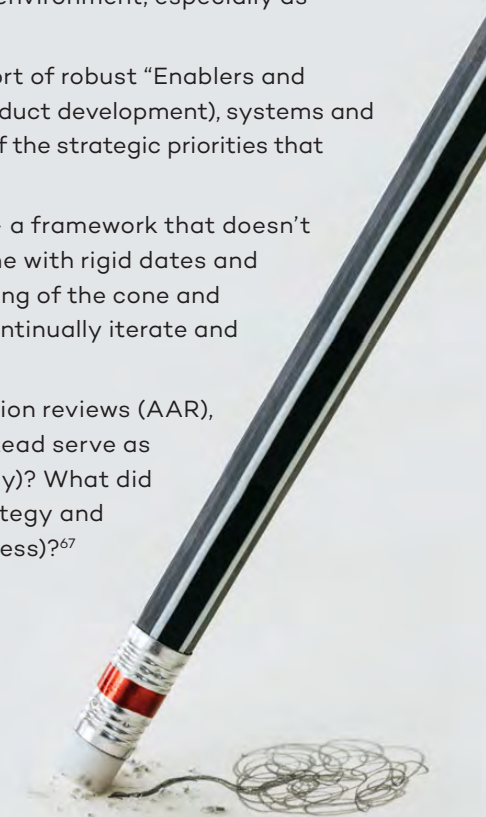 environment, especially as
ort of robust “Enablers and
duct development), systems and
f the strategic priorities that
a framework that doesn’t
ne with rigid dates and
ng of the cone and
ntinually iterate and
ion reviews (AAR),
ead serve as
y)? What did
tegy and
ess)?⁶⁷